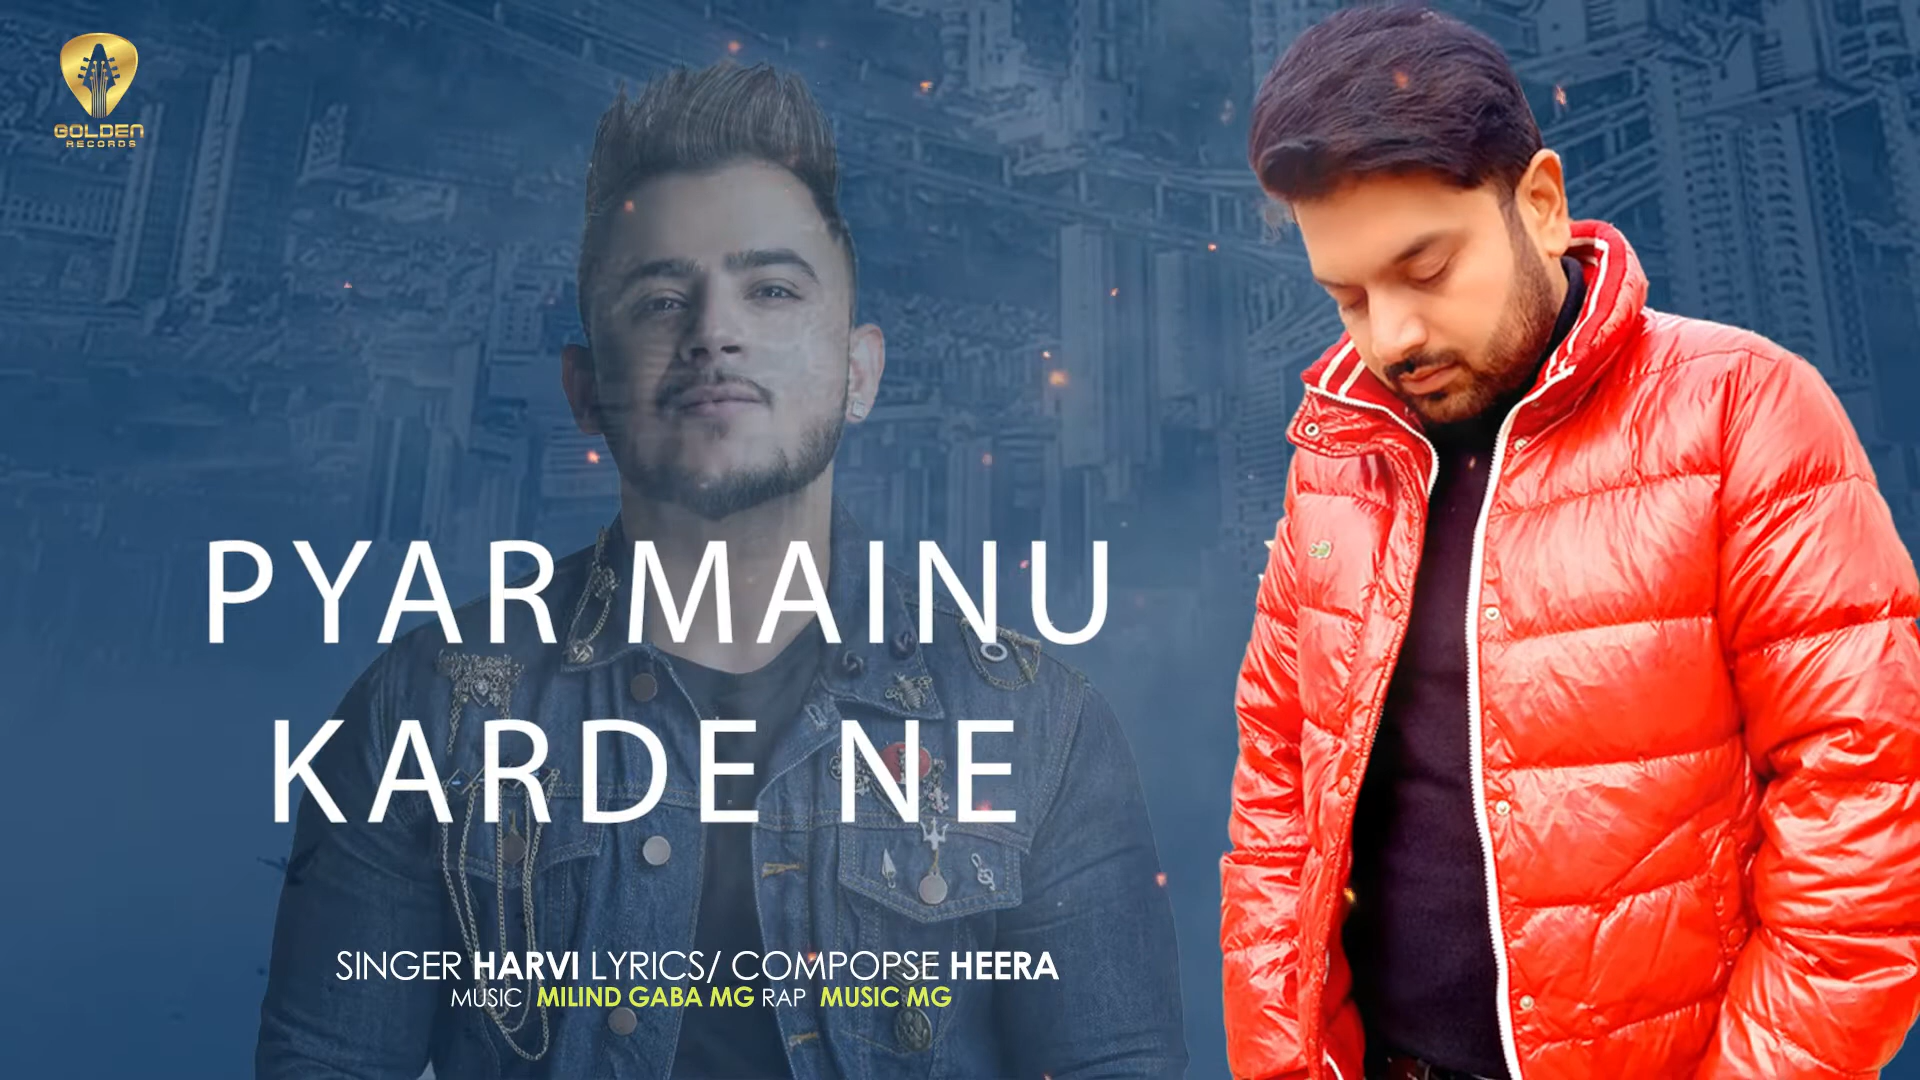 GOLDEN
RECORDS
PYAR MAINU
KARDE NE
SINGER HARVI LYRICS/ COMPOPSE HEERA
MUSIC MILIND GABA MG RAP MUSIC MG